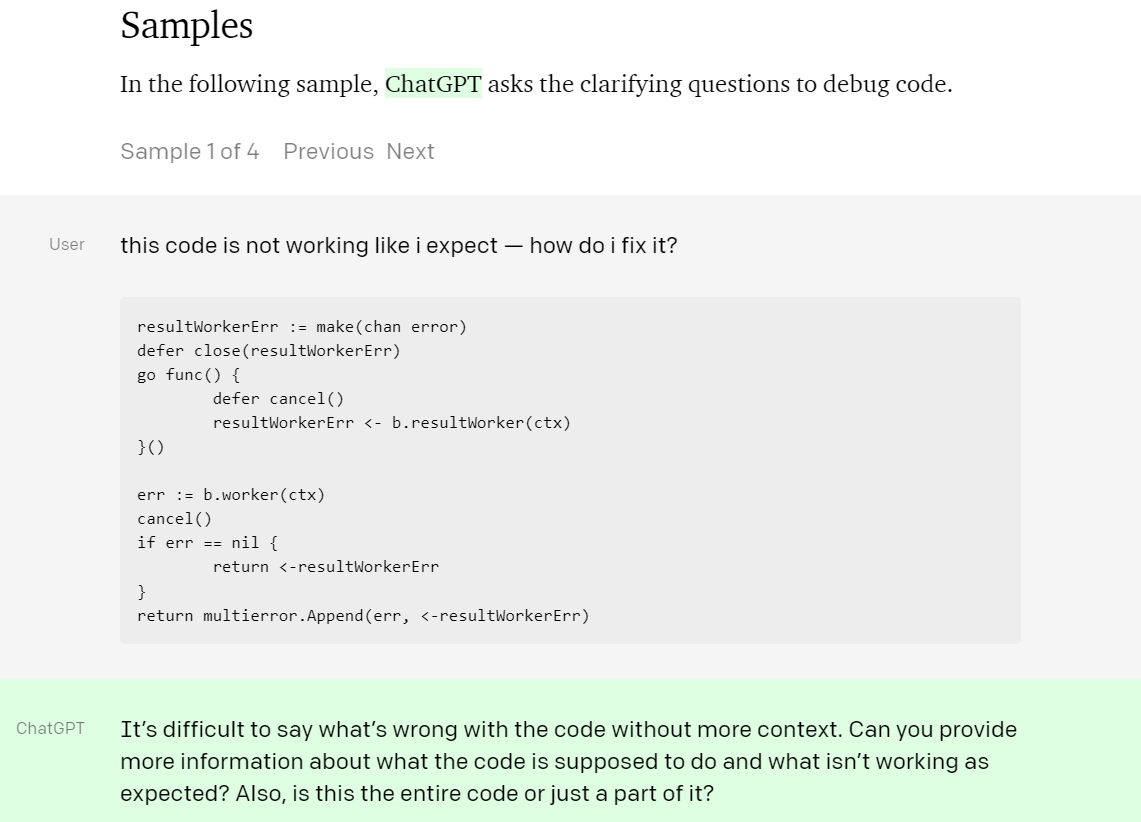 Samples
In the following sample, ChatGPT asks the clarifying questions to debug code.
Sample 1 of 4 Previous Next
User
this code is not working like i expect — how do i fix it?
resultWorkerErr := make(chan error)
defer close(resultWorkerErr)
go func() {
        defer cancel()
        resultWorkerErr <- b.resultWorker(ctx)
}()

err := b.worker(ctx)
cancel()
if err == nil {
        return <-resultWorkerErr
}
return multierror.Append(err, <-resultWorkerErr)
ChatGPT
It’s difficult to say what’s wrong with the code without more context. Can you provide
more information about what the code is supposed to do and what isn’t working as
expected? Also, is this the entire code or just a part of it?